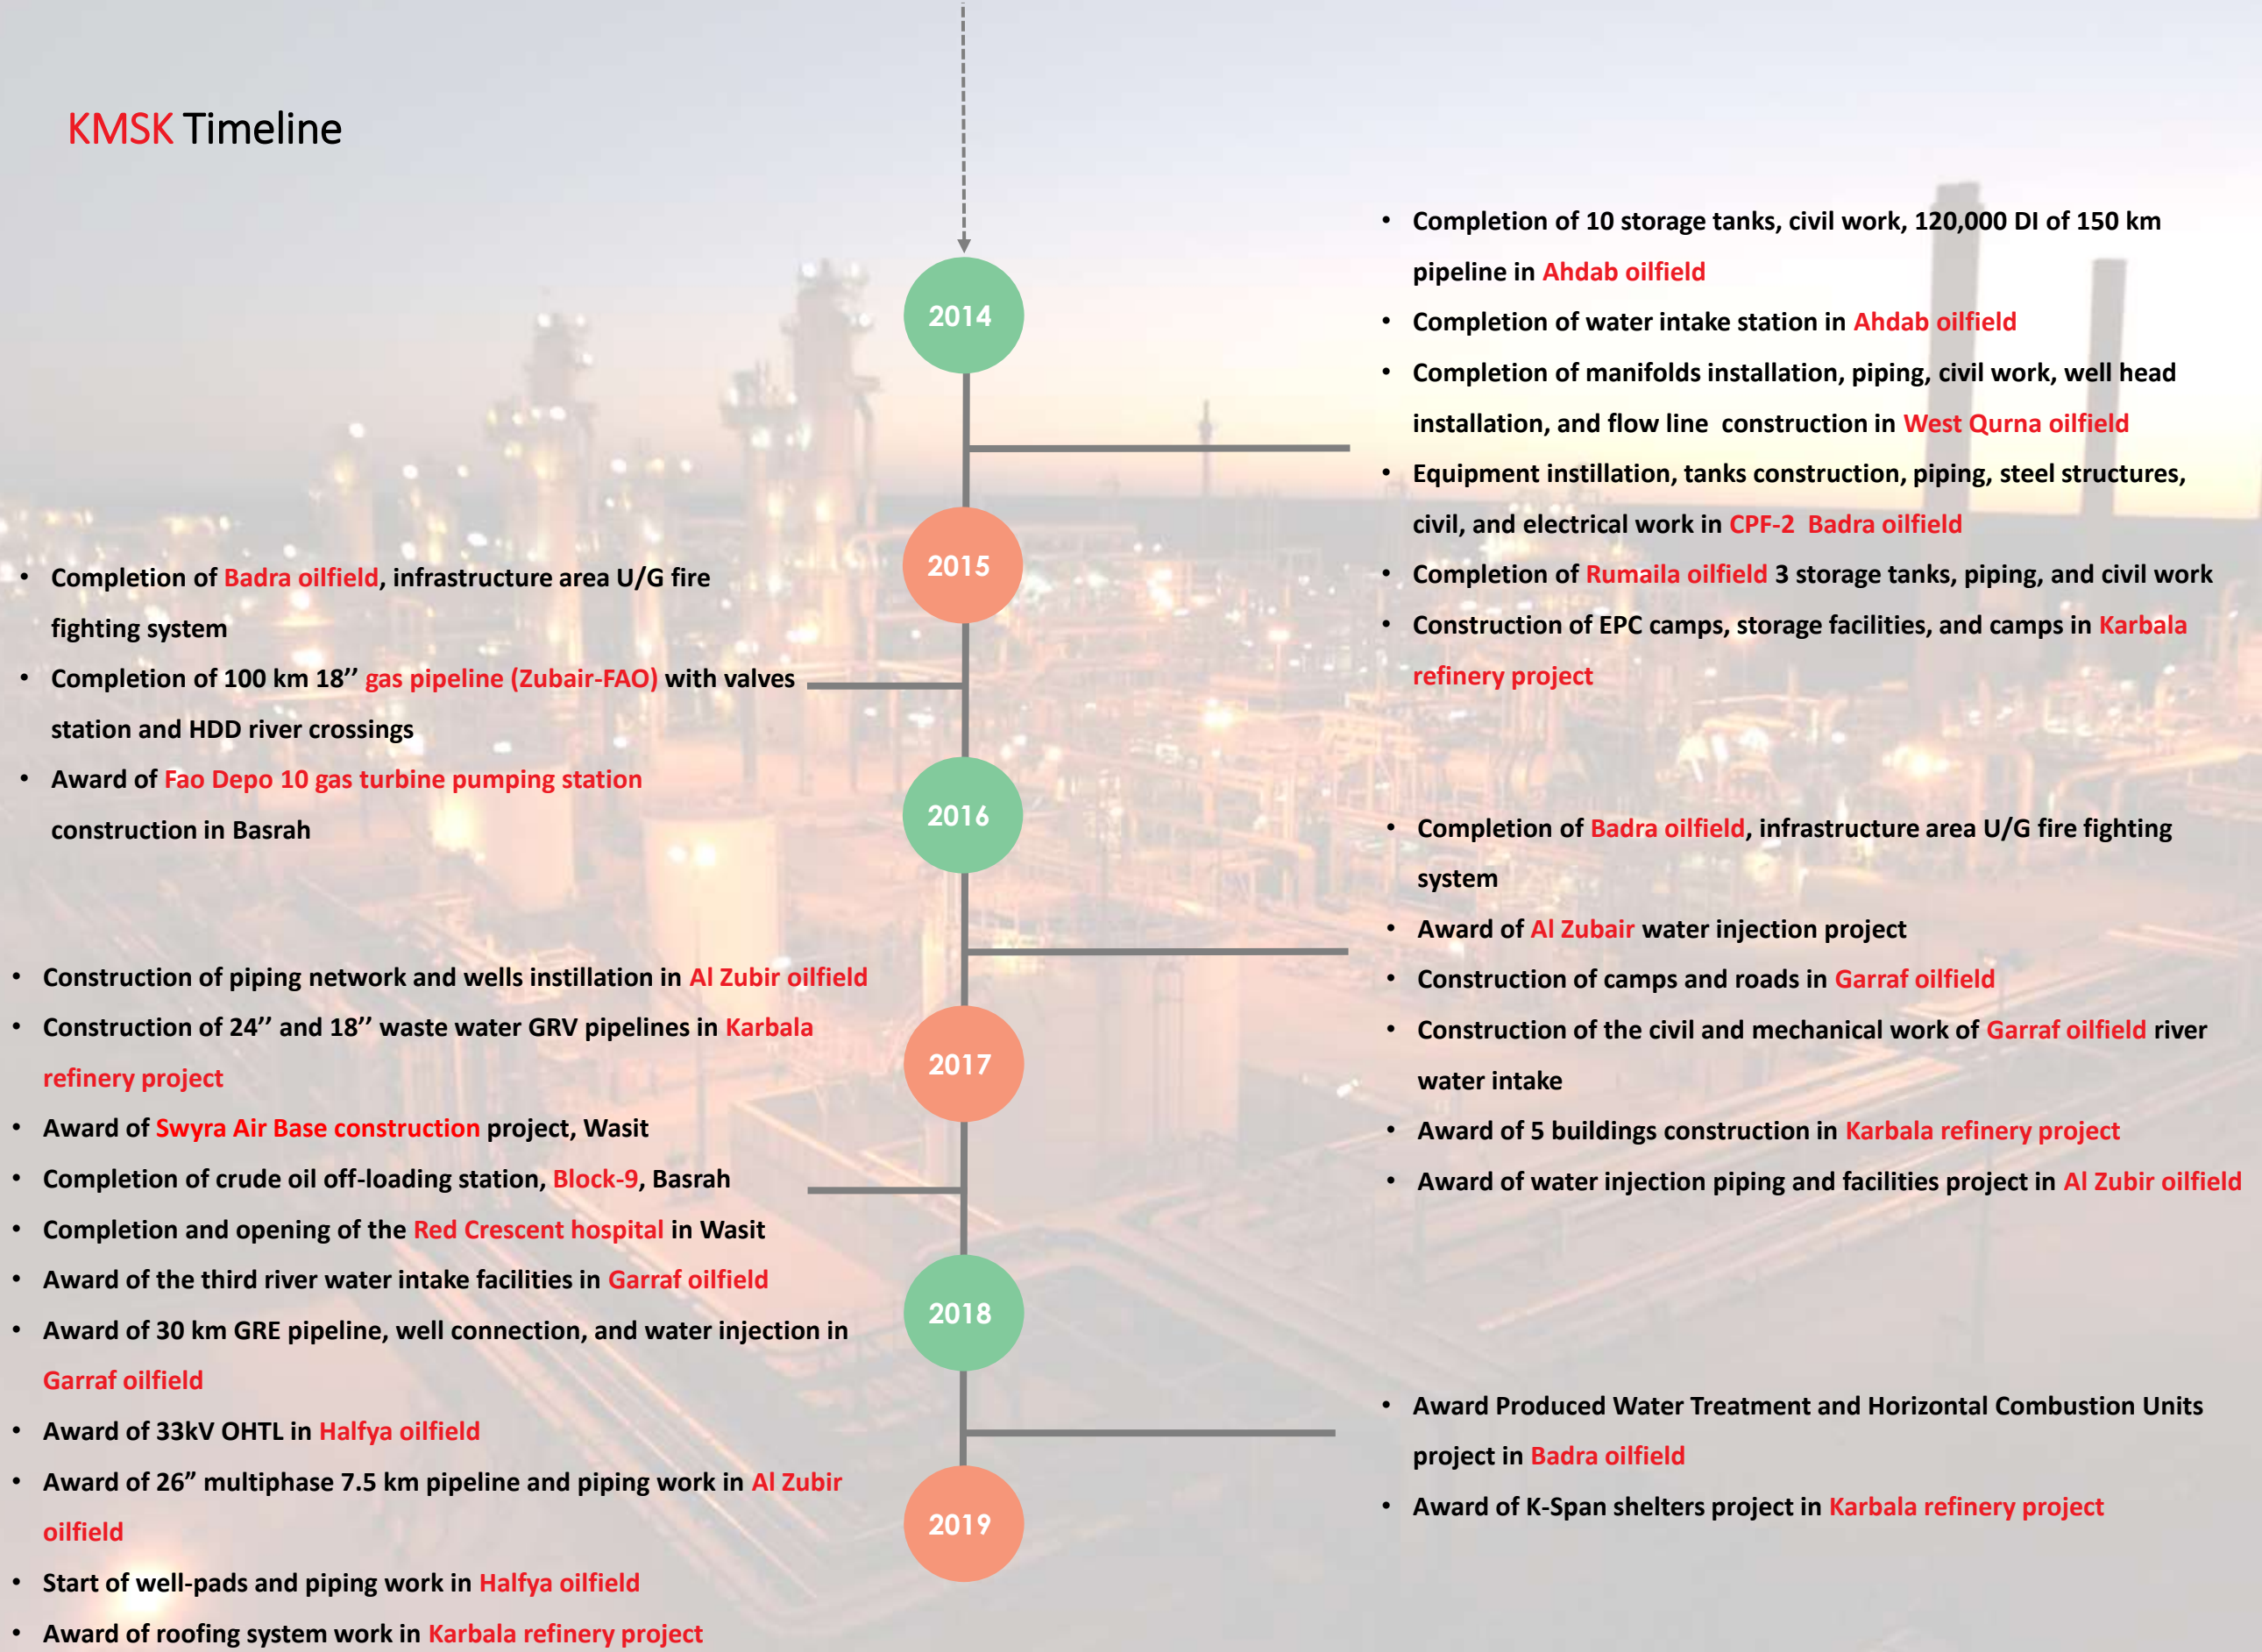 KMSK Timeline
2014
• Completion of 10 storage tanks, civil work, 120,000 DI of 150 km
pipeline in Ahdab oilfield
• Completion of water intake station in Ahdab oilfield
• Completion of manifolds installation, piping, civil work, well head
installation, and flow line construction in West Qurna oilfield
• Equipment instillation, tanks construction, piping, steel structures,
civil, and electrical work in CPF-2 Badra oilfield
• Completion of Rumaila oilfield 3 storage tanks, piping, and civil work
• Construction of EPC camps, storage facilities, and camps in Karbala
refinery project
2015
• Completion of Badra oilfield, infrastructure area U/G fire
fighting system
• Completion of 100 km 18’’ gas pipeline (Zubair-FAO) with valves
station and HDD river crossings
• Award of Fao Depo 10 gas turbine pumping station
construction in Basrah
2016
• Completion of Badra oilfield, infrastructure area U/G fire fighting
system
• Award of Al Zubair water injection project
• Construction of camps and roads in Garraf oilfield
• Construction of the civil and mechanical work of Garraf oilfield river
water intake
• Award of 5 buildings construction in Karbala refinery project
• Award of water injection piping and facilities project in Al Zubir oilfield
2017
• Construction of piping network and wells instillation in Al Zubir oilfield
• Construction of 24’’ and 18’’ waste water GRV pipelines in Karbala
refinery project
• Award of Swyra Air Base construction project, Wasit
• Completion of crude oil off-loading station, Block-9, Basrah
• Completion and opening of the Red Crescent hospital in Wasit
• Award of the third river water intake facilities in Garraf oilfield
• Award of 30 km GRE pipeline, well connection, and water injection in
Garraf oilfield
• Award of 33kV OHTL in Halfya oilfield
• Award of 26” multiphase 7.5 km pipeline and piping work in Al Zubir
oilfield
• Start of well-pads and piping work in Halfya oilfield
• Award of roofing system work in Karbala refinery project
2018
• Award Produced Water Treatment and Horizontal Combustion Units
project in Badra oilfield
• Award of K-Span shelters project in Karbala refinery project
2019